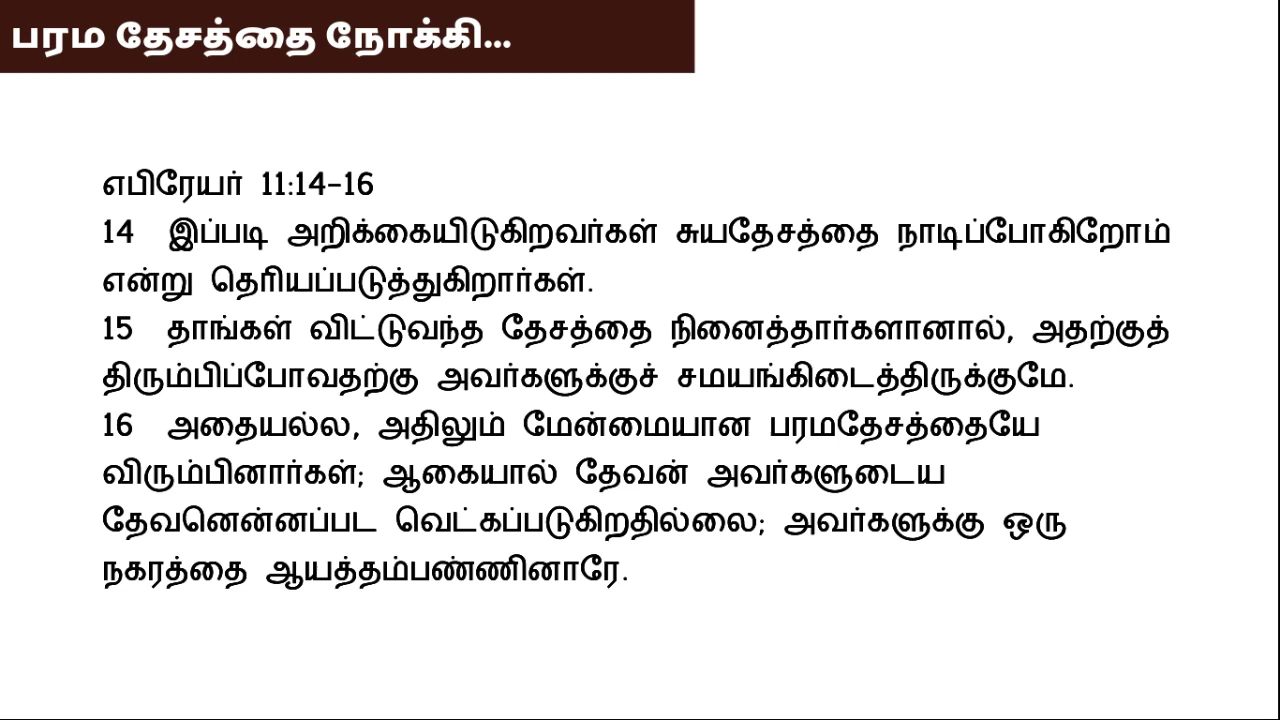 பரம தேசத்தை நோக்கி...
எபிரேயர் 11:14-16
14 இப்படி அறிக்கையிடுகிறவர்கள் சுயதேசத்தை நாடிப்போகிறோம்
என்று தெரியப்படுத்துகிறார்கள்.
15 தாங்கள் விட்டுவந்த தேசத்தை நினைத்தார்களானால், அதற்குத்
திரும்பிப்போவதற்கு அவர்களுக்குச் சமயங்கிடைத்திருக்குமே.
16 அதையல்ல, அதிலும் மேன்மையான பரமதேசத்தையே
விரும்பினார்கள்; ஆகையால் தேவன் அவர்களுடைய
தேவனென்னப்பட வெட்கப்படுகிறதில்லை; அவர்களுக்கு ஒரு
நகரத்தை ஆயத்தம்பண்ணினாரே.